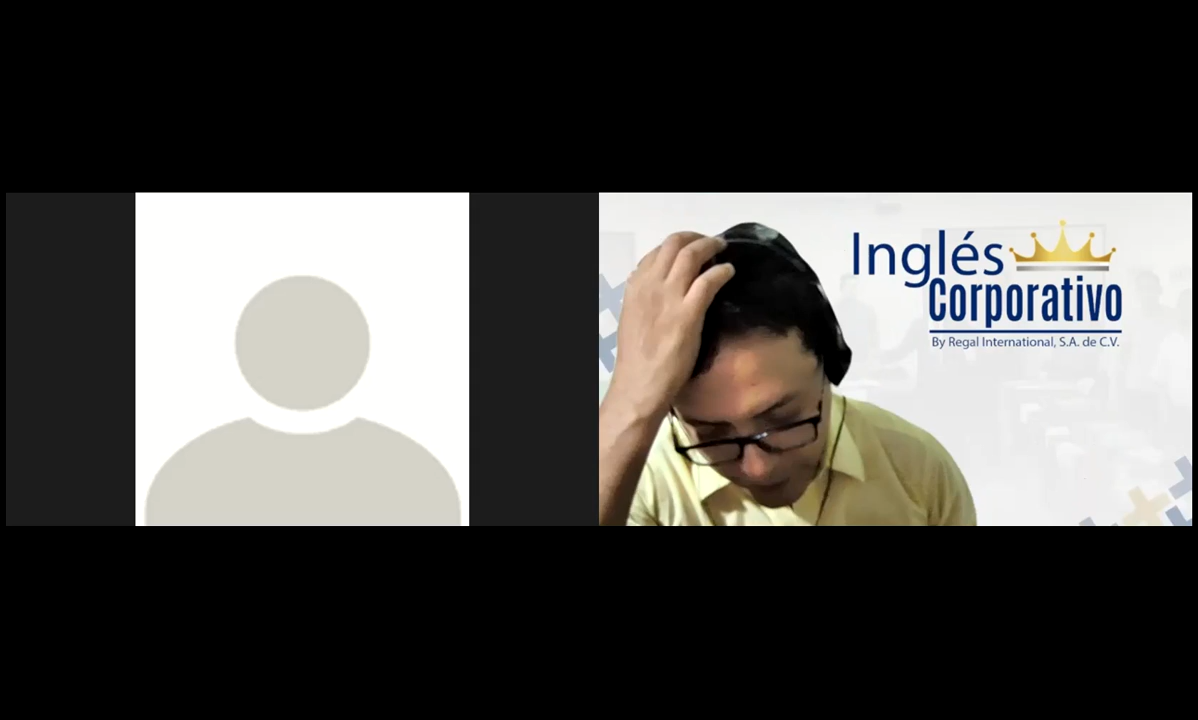 Inglés
Corporativo
By Regal International, S.A. de C.V.